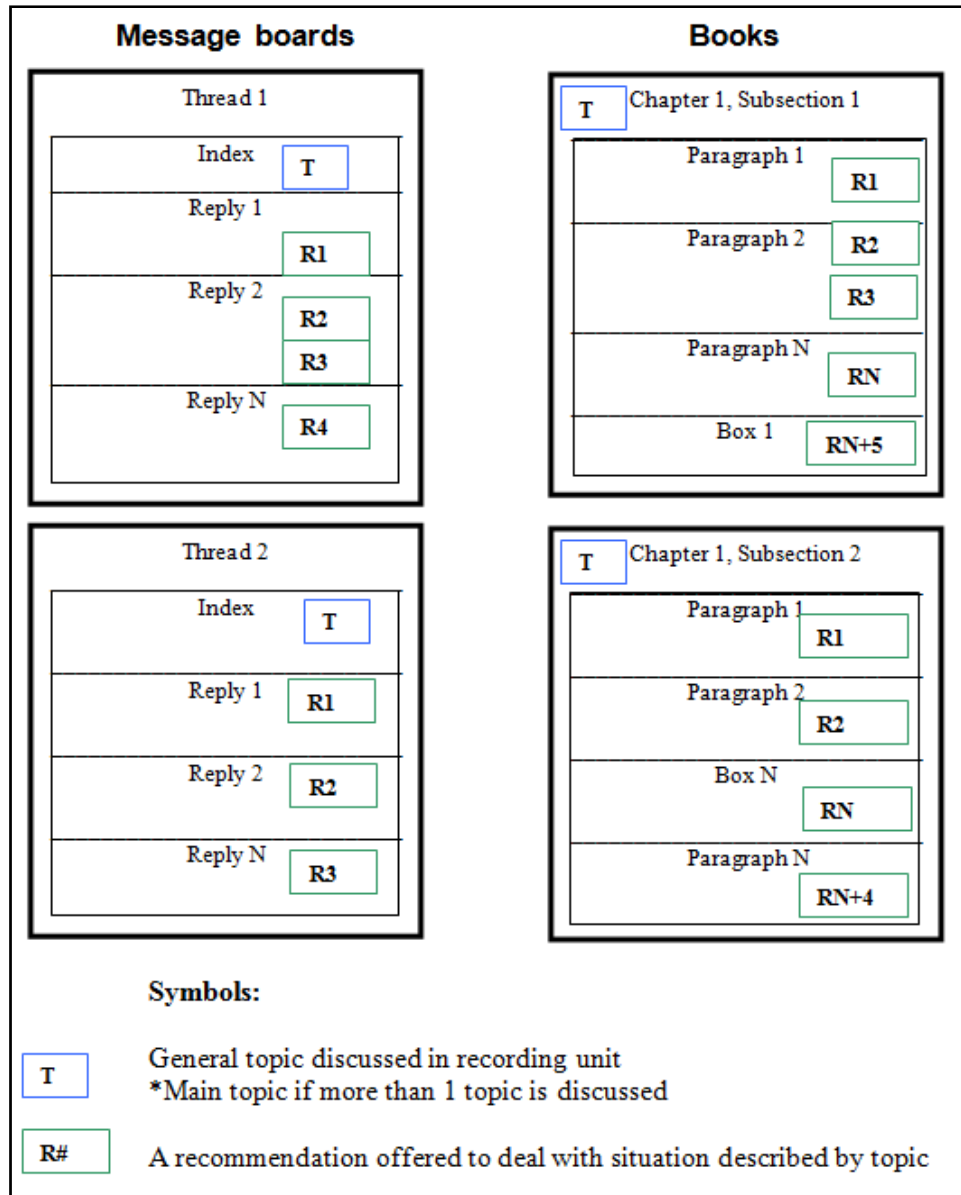 Message boards
Thread 1
Index
T
Reply 1
R1
Reply 2
R2
R3
Reply N
R4
Thread 2
Index
T
Reply 1
R1
Reply 2
R2
Reply N
R3
Books
T Chapter 1, Subsection 1
Paragraph 1
R1
Paragraph 2
R2
R3
Paragraph N
RN
Box 1
RN+5
T Chapter 1, Subsection 2
Paragraph 1
R1
Paragraph 2
R2
Box N
RN
Paragraph N
RN+4
Symbols:
T
General topic discussed in recording unit
*Main topic if more than 1 topic is discussed
R#
A recommendation offered to deal with situation described by topic